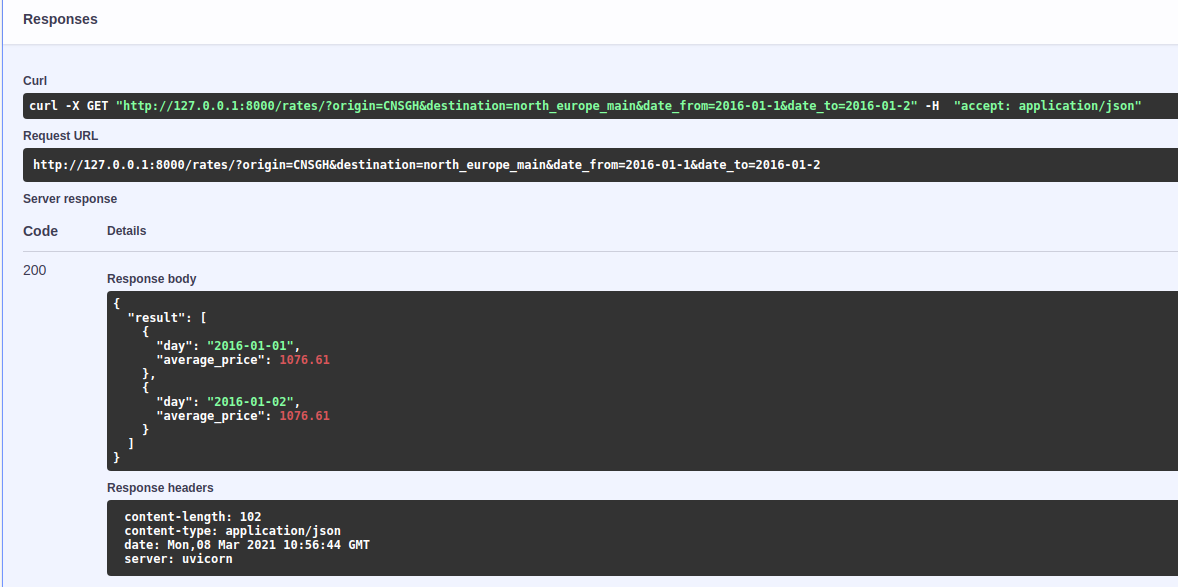 Responses
Curl
curl -X GET "http://127.0.0.1:8000/rates/?origin=CNSGH&destination=north_europe_main&date_from=2016-01-1&date_to=2016-01-2" -H  "accept: application/json"
Request URL
http://127.0.0.1:8000/rates/?origin=CNSGH&destination=north_europe_main&date_from=2016-01-1&date_to=2016-01-2
Server response
Code Details
200
Response body
{
  "result": [
    {
      "day": "2016-01-01",
      "average_price": 1076.61
    },
    {
      "day": "2016-01-02",
      "average_price": 1076.61
    }
  ]
}
Response headers
content-length: 102
content-type: application/json
date: Mon,08 Mar 2021 10:56:44 GMT
server: uvicorn